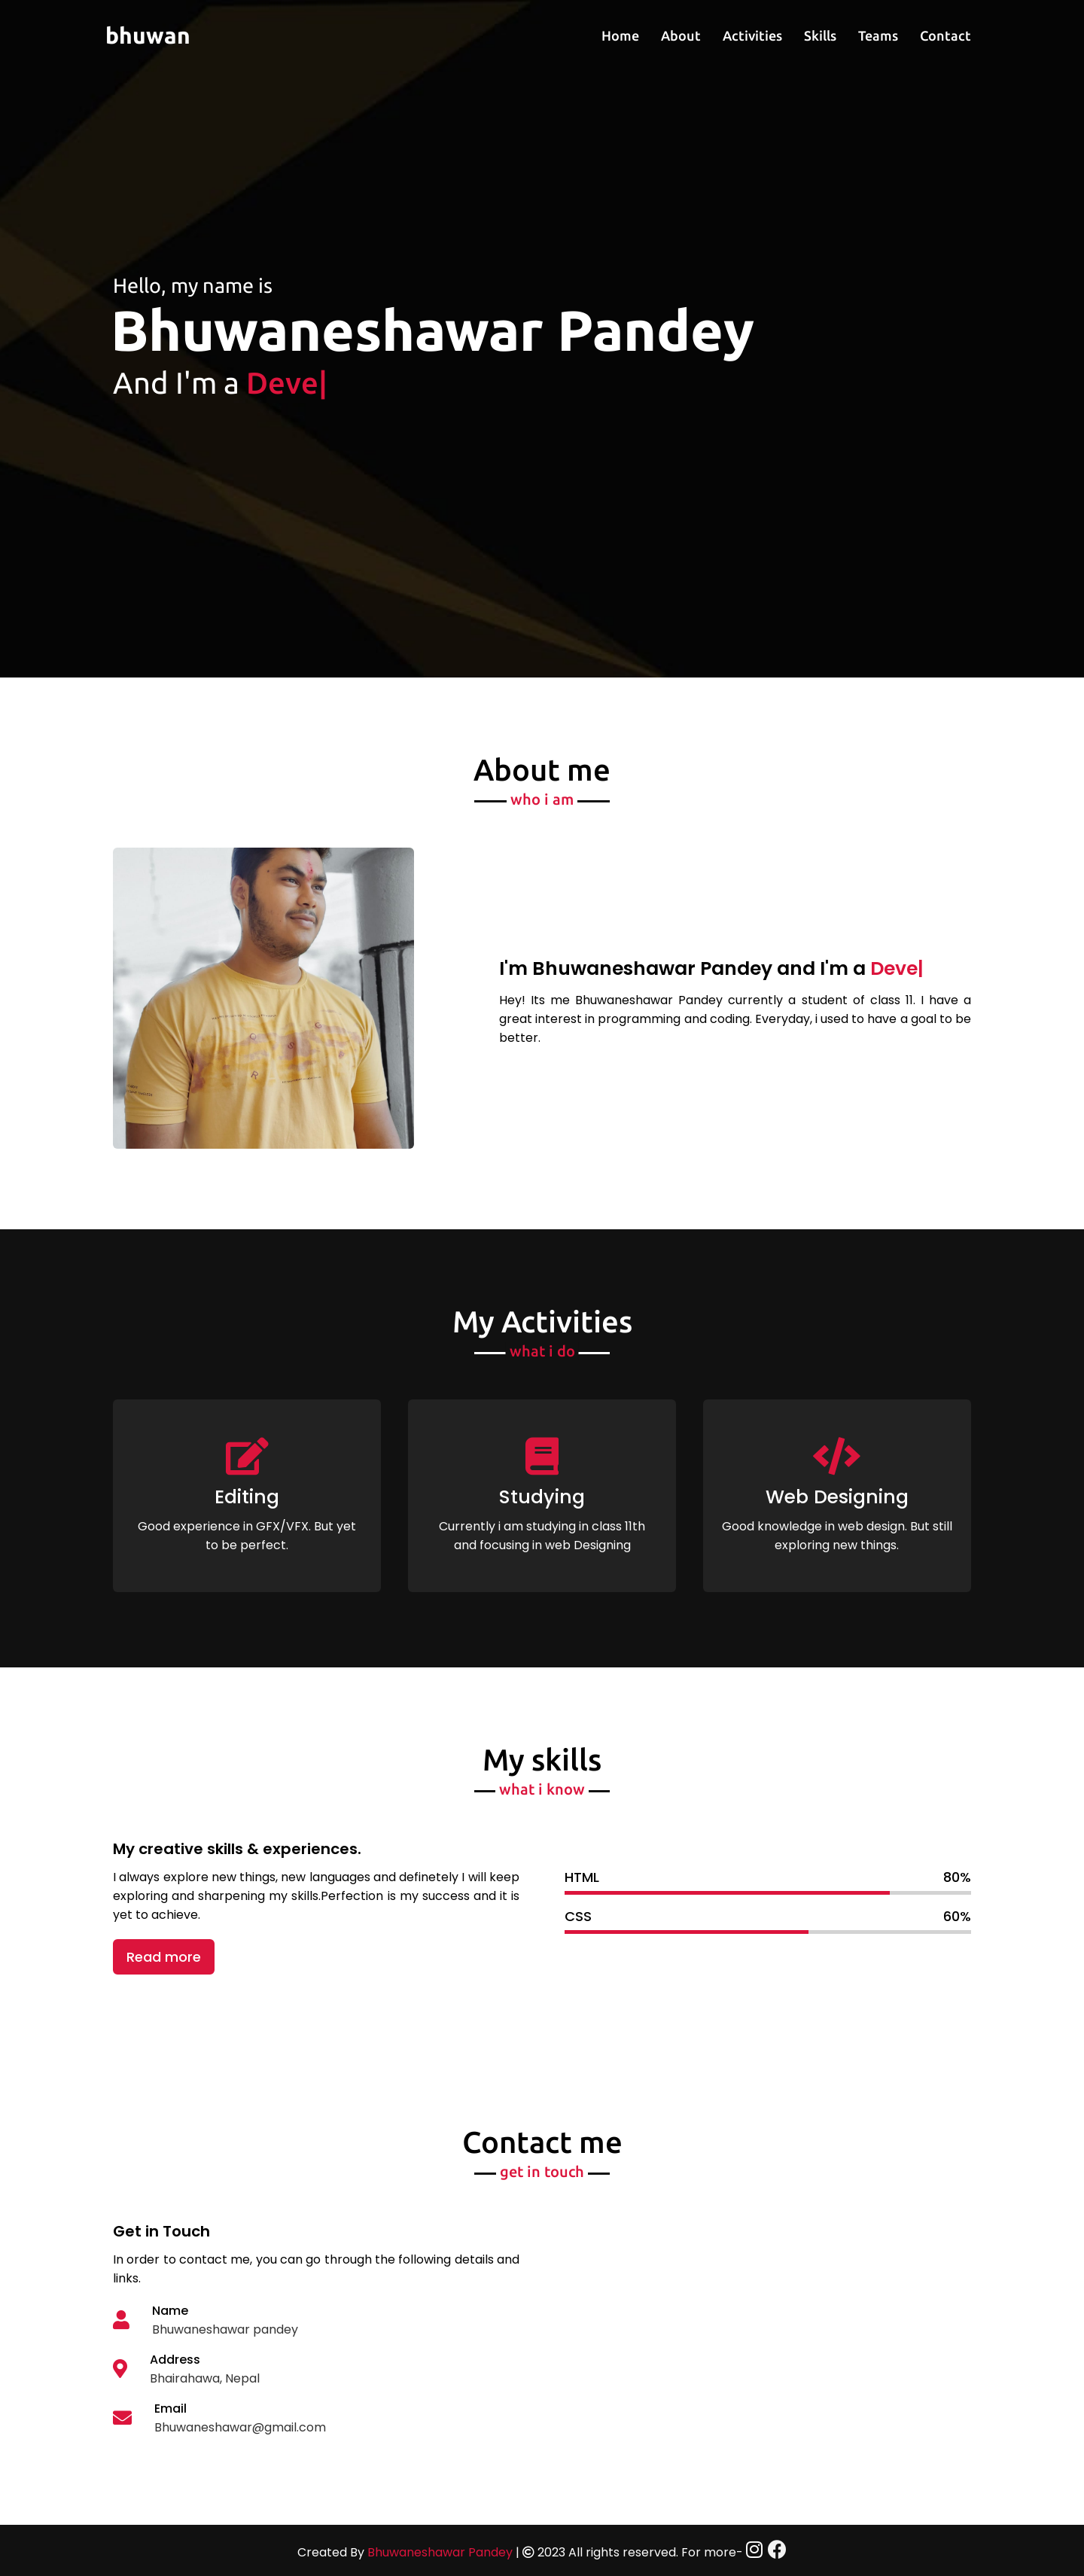 bhuwan
Home About Activities Skills Teams Contact
Hello, my name is
Bhuwaneshawar Pandey
And I'm a Deve|
About me
who i am
I'm Bhuwaneshawar Pandey and I'm a Deve|
Hey! Its me Bhuwaneshawar Pandey currently a student of class 11. I have a
great interest in programming and coding. Everyday, i used to have a goal to be
better.
My Activities
what i do
Editing
Good experience in GFX/VFX. But yet
to be perfect.
Studying
Currently i am studying in class 11th
and focusing in web Designing
Web Designing
Good knowledge in web design. But still
exploring new things.
My skills
what i know
My creative skills & experiences.
I always explore new things, new languages and definetely I will keep
exploring and sharpening my skills.Perfection is my success and it is
yet to achieve.
Read more
HTML 80%
CSS 60%
Contact me
get in touch
Get in Touch
In order to contact me, you can go through the following details and
links.
Name
Bhuwaneshawar pandey
Address
Bhairahawa, Nepal
Email
Bhuwaneshawar@gmail.com
Created By Bhuwaneshawar Pandey | © 2023 All rights reserved. For more-